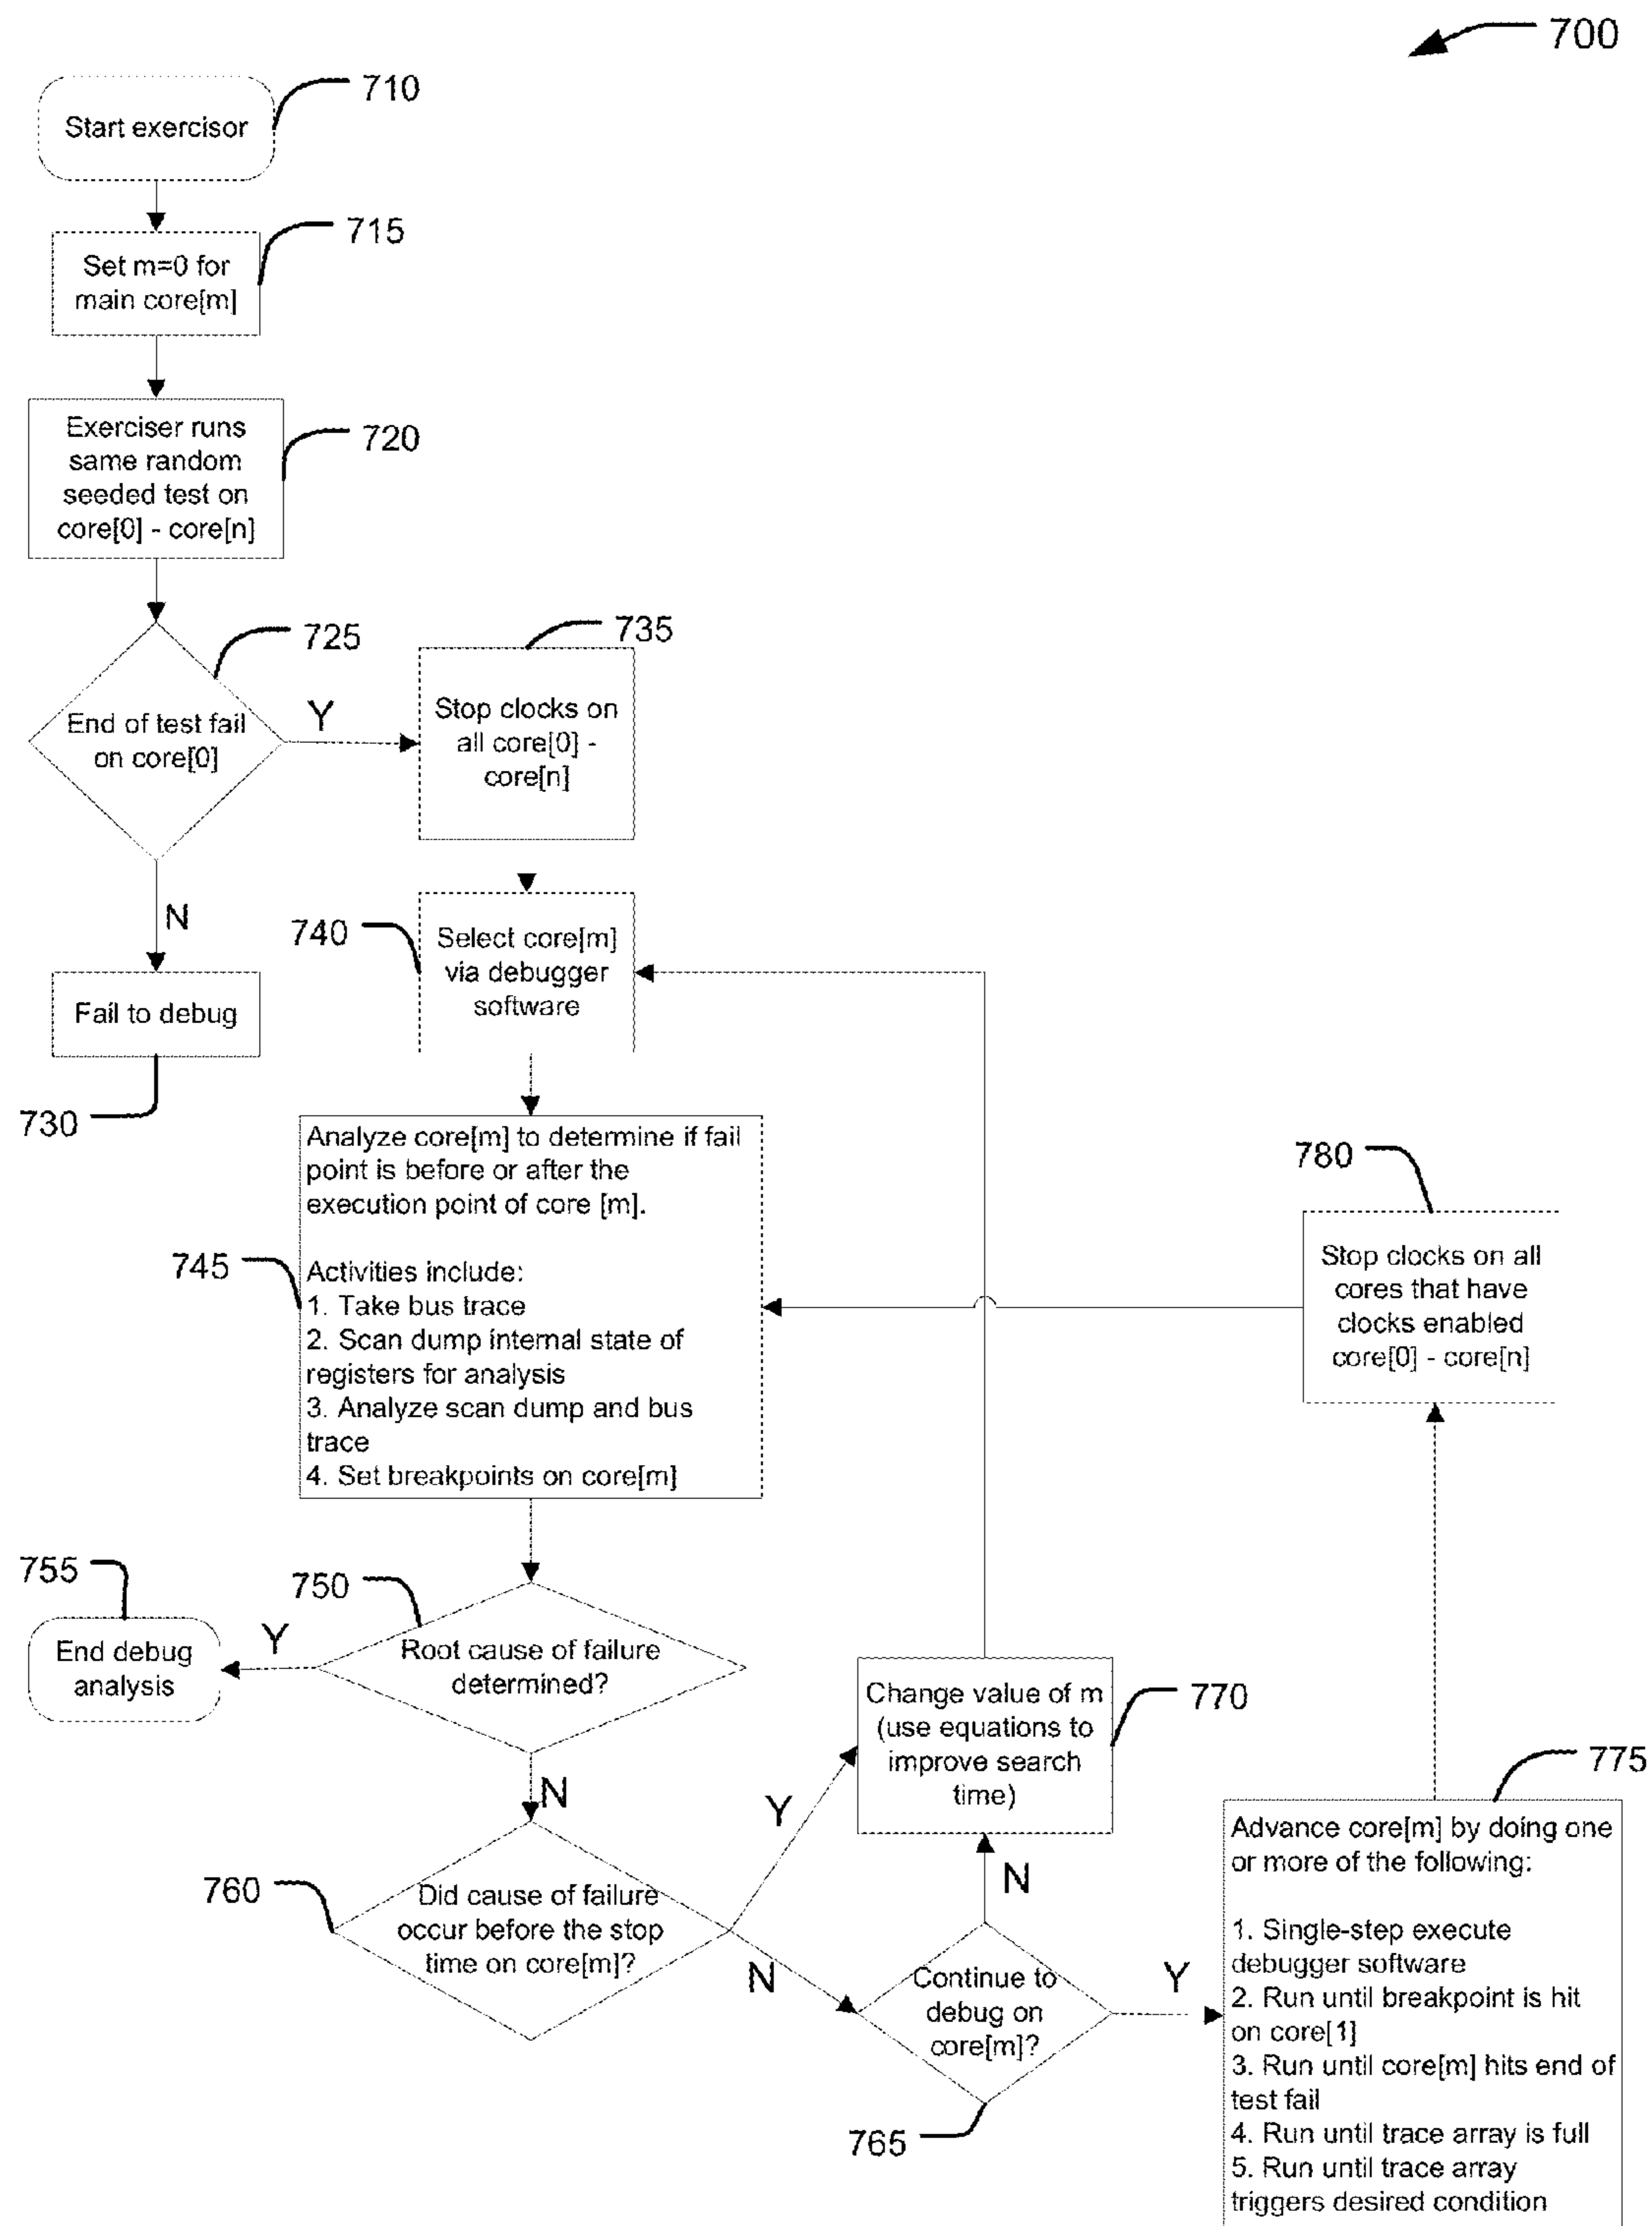 700
710
Start exercisor
715
Set m=0 for
main core[m]
Exerciser runs
same random
seeded test on
core[0] - core[n]
720
725
End of test fail
on core[0]
Y
N
735
Stop clocks on
all core[0] -
core[n]
Fail to debug
730
740
Select core[m]
via debugger
software
Analyze core[m] to determine if fail
point is before or after the
execution point of core [m].
Activities include:
1. Take bus trace
2. Scan dump internal state of
registers for analysis
3. Analyze scan dump and bus
trace
4. Set breakpoints on core[m]
745
780
Stop clocks on all
cores that have
clocks enabled
core[0] - core[n]
755
End debug
analysis
Y
750
Root cause of failure
determined?
N
760
Did cause of failure
occur before the stop
time on core[m]?
Y
N
Change value of m
(use equations to
improve search
time)
770
N
Continue to
debug on
core[m]?
765
Y
775
Advance core[m] by doing one
or more of the following:
1. Single-step execute
debugger software
2. Run until breakpoint is hit
on core[1]
3. Run until core[m] hits end of
test fail
4. Run until trace array is full
5. Run until trace array
triggers desired condition